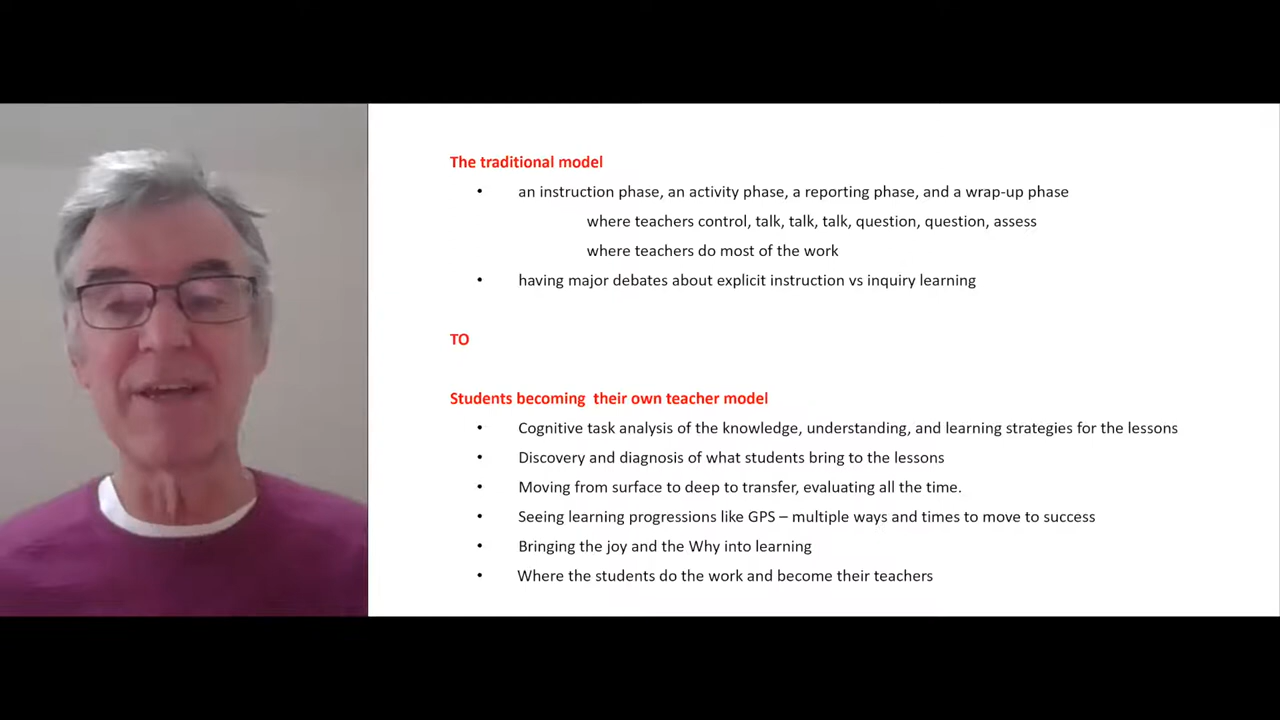 The traditional model
• an instruction phase, an activity phase, a reporting phase, and a wrap-up phase
where teachers control, talk, talk, talk, question, question, assess
where teachers do most of the work
• having major debates about explicit instruction vs inquiry learning
TO
Students becoming  their own teacher model
• Cognitive task analysis of the knowledge, understanding, and learning strategies for the lessons
• Discovery and diagnosis of what students bring to the lessons
• Moving from surface to deep to transfer, evaluating all the time.
• Seeing learning progressions like GPS – multiple ways and times to move to success
• Bringing the joy and the Why into learning
• Where the students do the work and become their teachers